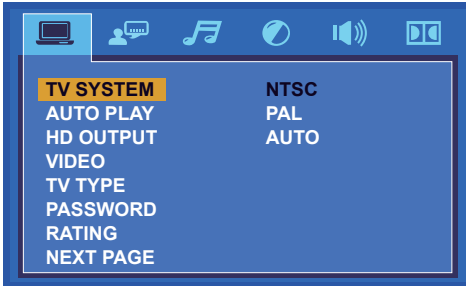 TV SYSTEM NTSC
AUTO PLAY PAL
HD OUTPUT AUTO
VIDEO
TV TYPE
PASSWORD
RATING
NEXT PAGE